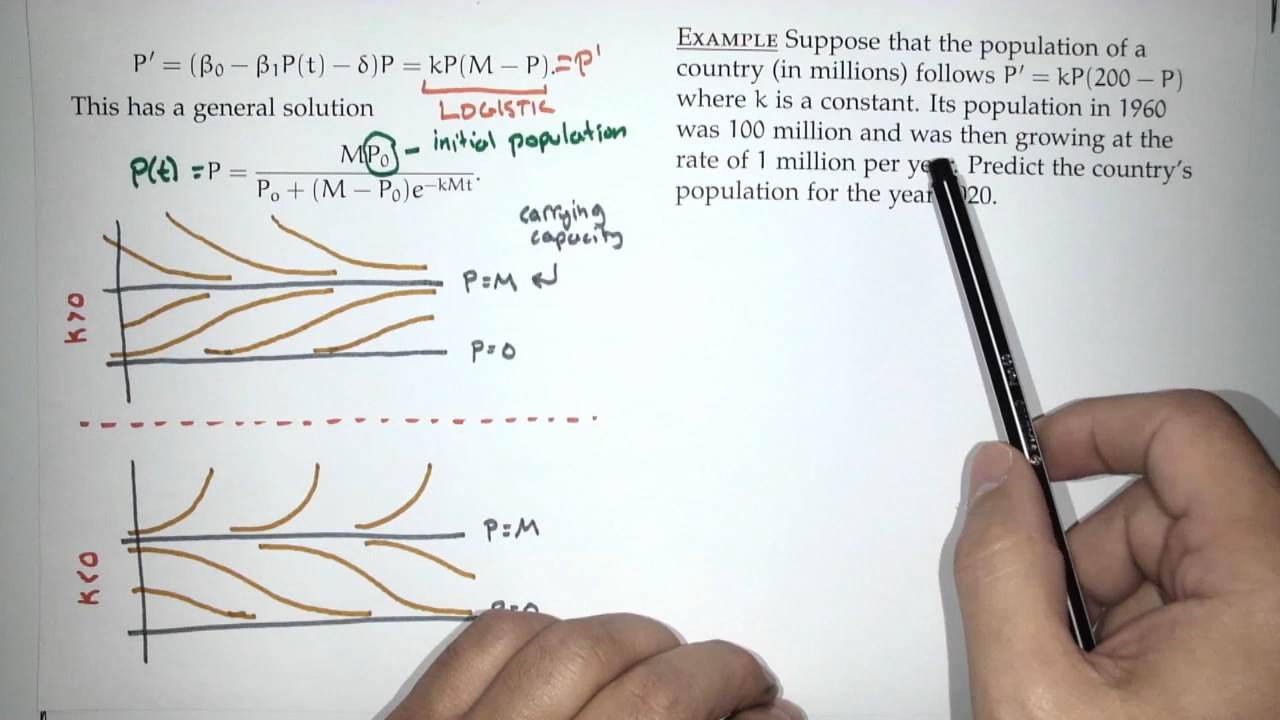 P′ = (β₀ − β₁P(t) − δ)P = kP(M − P). = P'
This has a general solution
LOGISTIC
P(t) = P = MP₀ / P₀ + (M − P₀)e^{−kMt}.
– initial population
carrying
capacity
P=M ↵
K>0
P=0
P=M
K<0
EXAMPLE Suppose that the population of a
country (in millions) follows P′ = kP(200 − P)
where k is a constant. Its population in 1960
was 100 million and was then growing at the
rate of 1 million per Predict the country's
population for the year